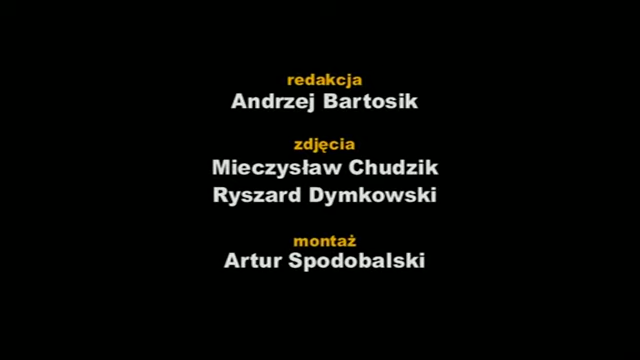 redakcja
Andrzej Bartosik
zdjęcia
Mieczysław Chudzik
Ryszard Dymkowski
montaż
Artur Spodobalski